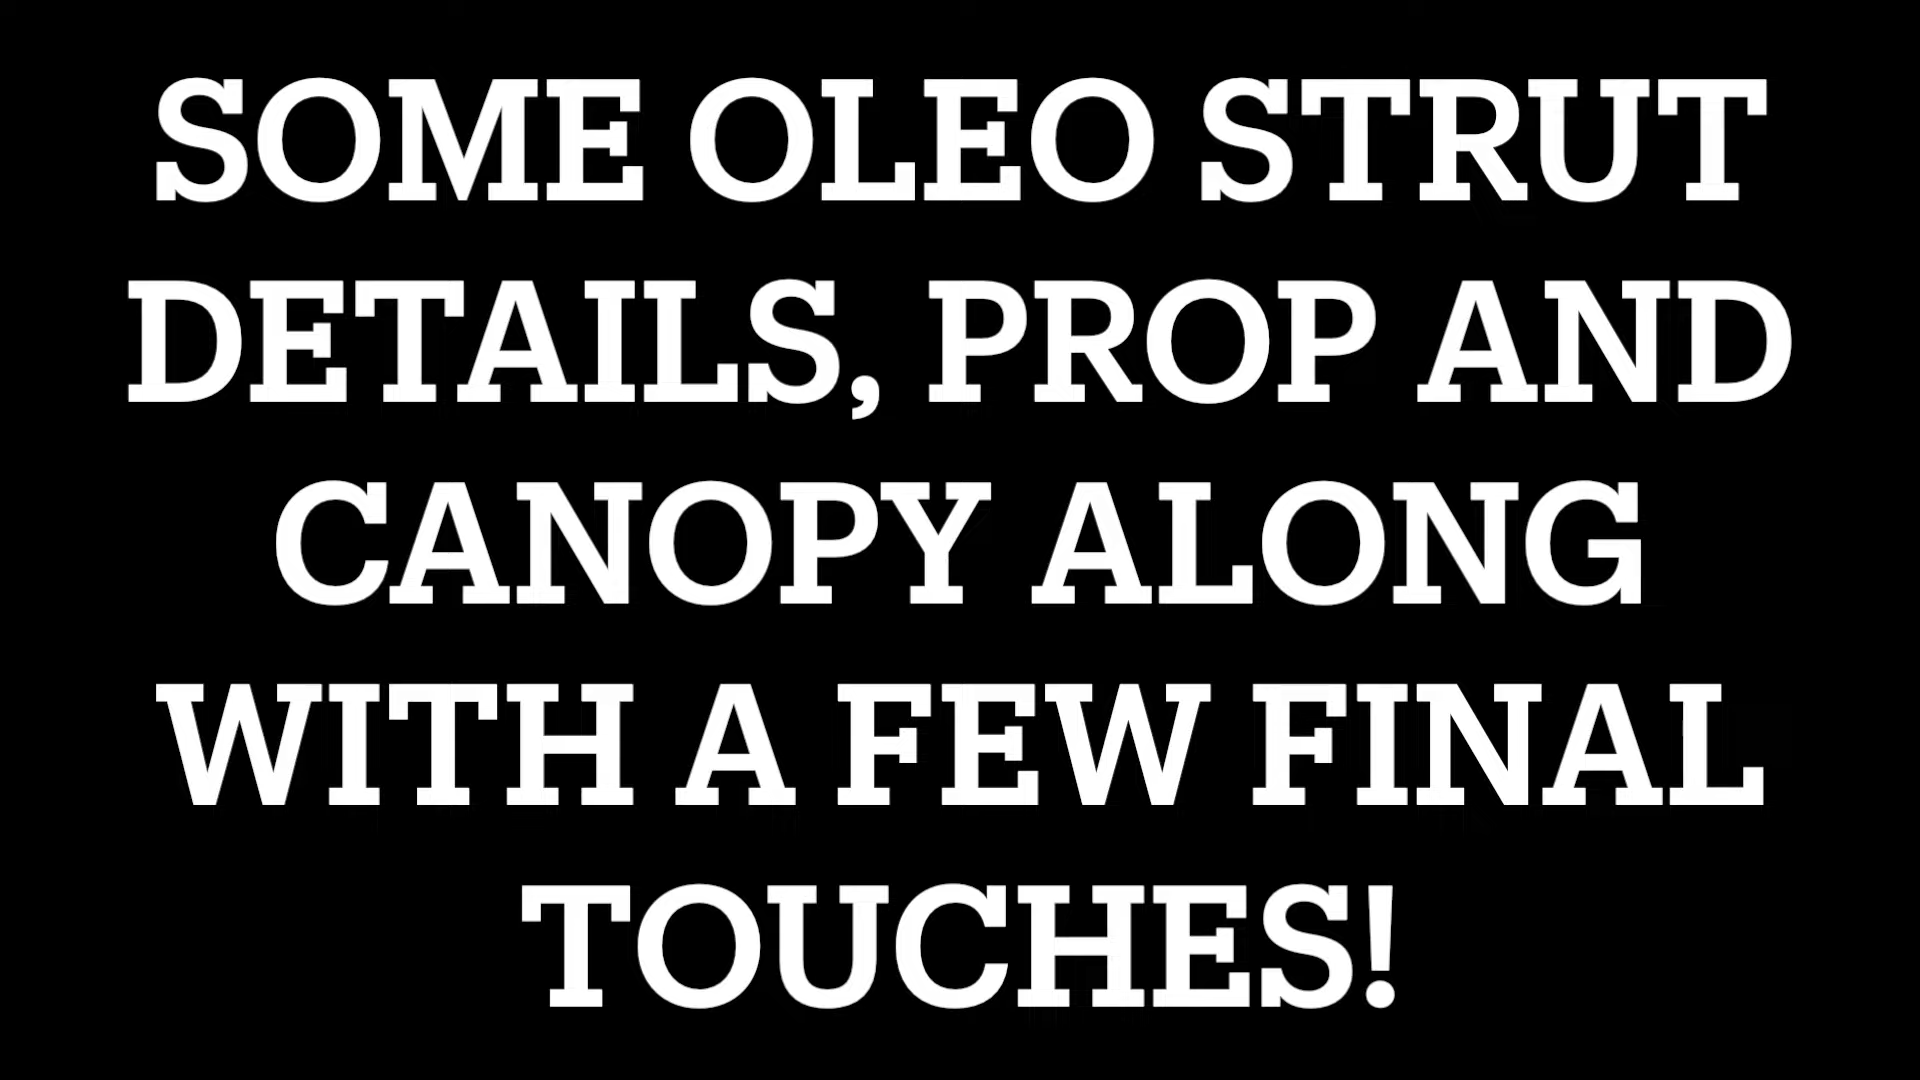 SOME OLEO STRUT
DETAILS, PROP AND
CANOPY ALONG
WITH A FEW FINAL
TOUCHES!